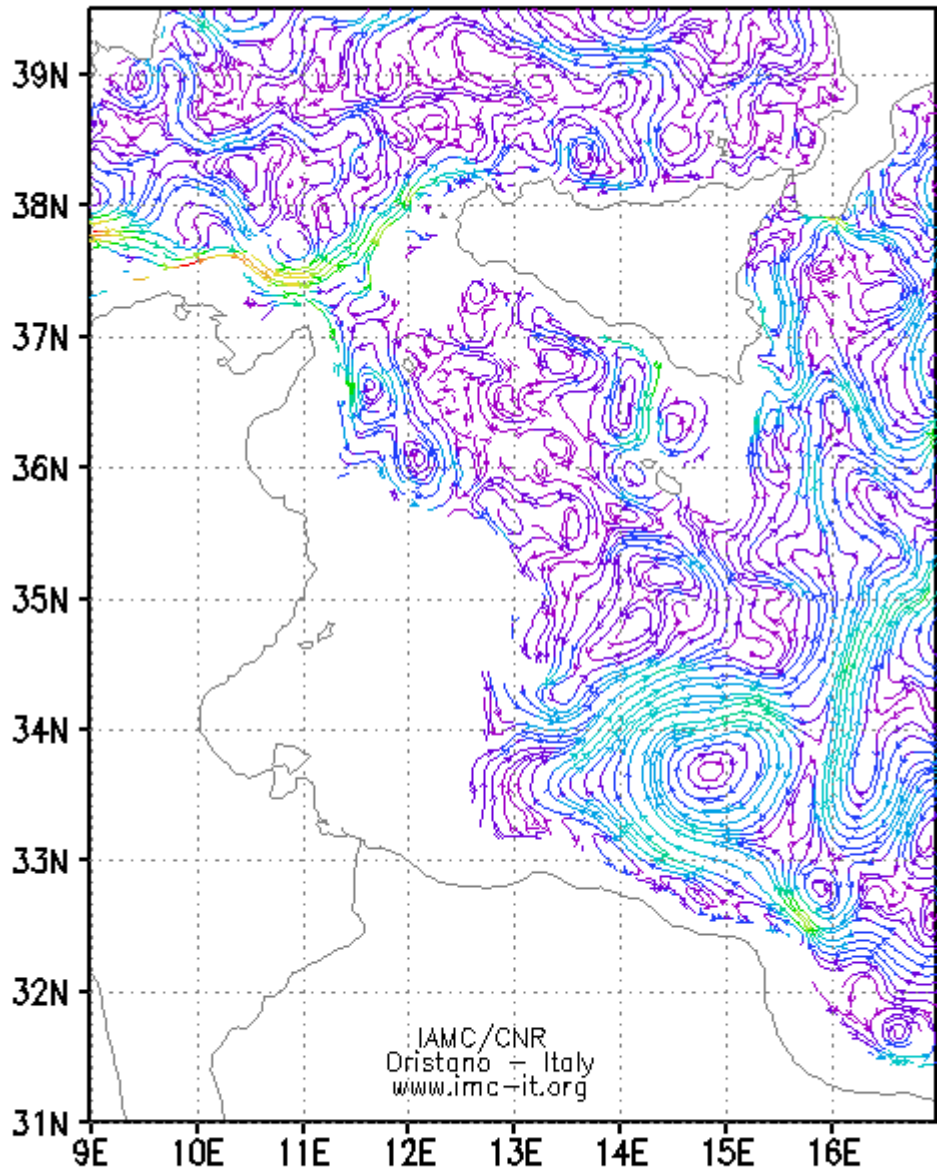 39N
38N
37N
36N
35N
34N
33N
32N
31N
IAMC/CNR
Oristano – Italy
www.imc-it.org
9E 10E 11E 12E 13E 14E 15E 16E